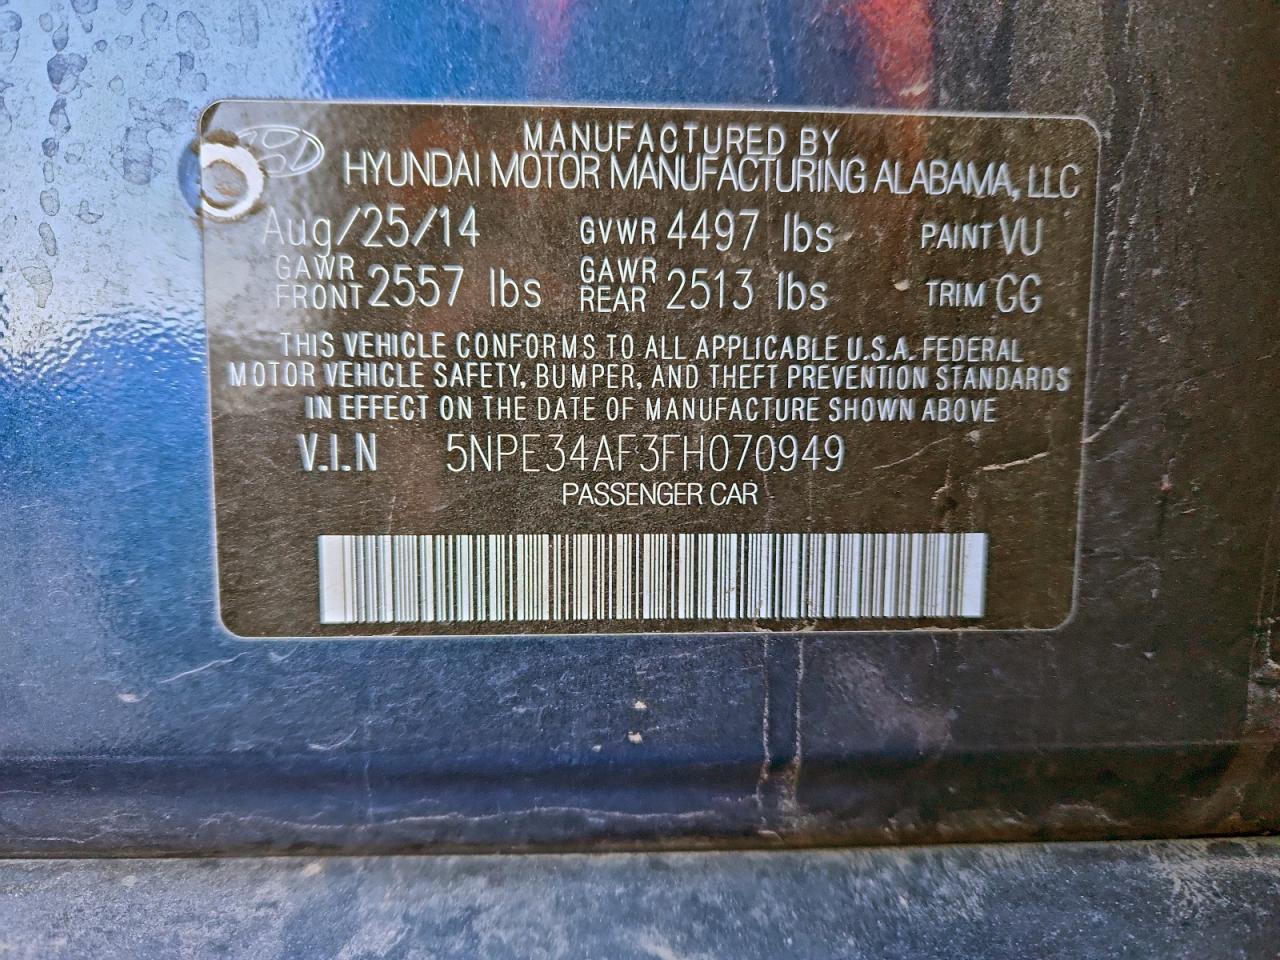 MANUFACTURED BY
HYUNDAI MOTOR MANUFACTURING ALABAMA, LLC
Aug/25/14 GVWR 4497 lbs PAINT VU
GAWR FRONT 2557 lbs GAWR REAR 2513 lbs TRIM GG
THIS VEHICLE CONFORMS TO ALL APPLICABLE U.S.A. FEDERAL
MOTOR VEHICLE SAFETY, BUMPER, AND THEFT PREVENTION STANDARDS
IN EFFECT ON THE DATE OF MANUFACTURE SHOWN ABOVE
V.I.N 5NPE34AF3FH070949
PASSENGER CAR